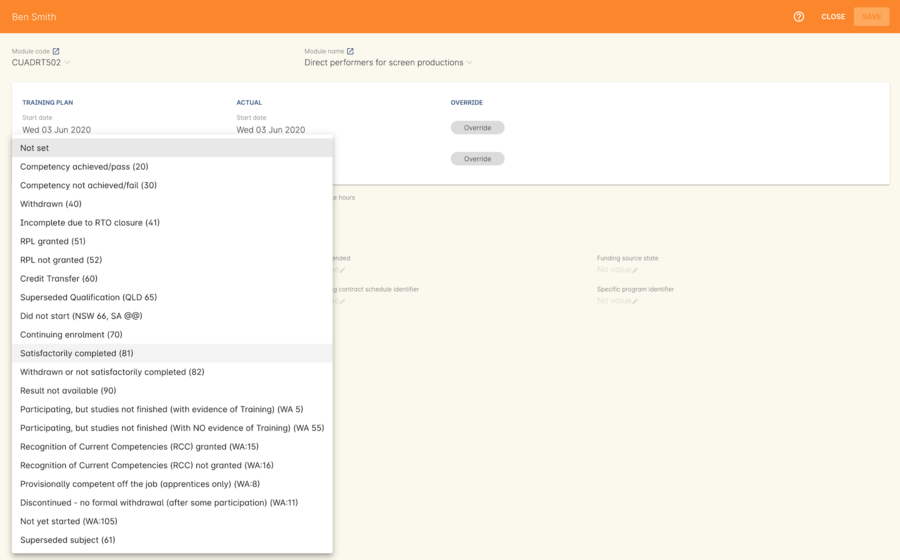 Ben Smith
CLOSE
SAVE
Module code
CUADRT502
Module name
Direct performers for screen productions
TRAINING PLAN
ACTUAL
OVERRIDE
Start date
Wed 03 Jun 2020
Start date
Wed 03 Jun 2020
Override
Override
Not set
Competency achieved/pass (20)
Competency not achieved/fail (30)
Withdrawn (40)
Incomplete due to RTO closure (41)
RPL granted (51)
RPL not granted (52)
Credit Transfer (60)
Superseded Qualification (QLD 65)
Did not start (NSW 66, SA @@)
Continuing enrolment (70)
Satisfactorily completed (81)
Withdrawn or not satisfactorily completed (82)
Result not available (90)
Participating, but studies not finished (with evidence of Training) (WA 5)
Participating, but studies not finished (With NO evidence of Training) (WA 55)
Recognition of Current Competencies (RCC) granted (WA:15)
Recognition of Current Competencies (RCC) not granted (WA:16)
Provisionally competent off the job (apprentices only) (WA:8)
Discontinued - no formal withdrawal (after some participation) (WA:11)
Not yet started (WA:105)
Superseded subject (61)
hours
Funding source state
No value
contract schedule identifier
Specific program identifier
No value